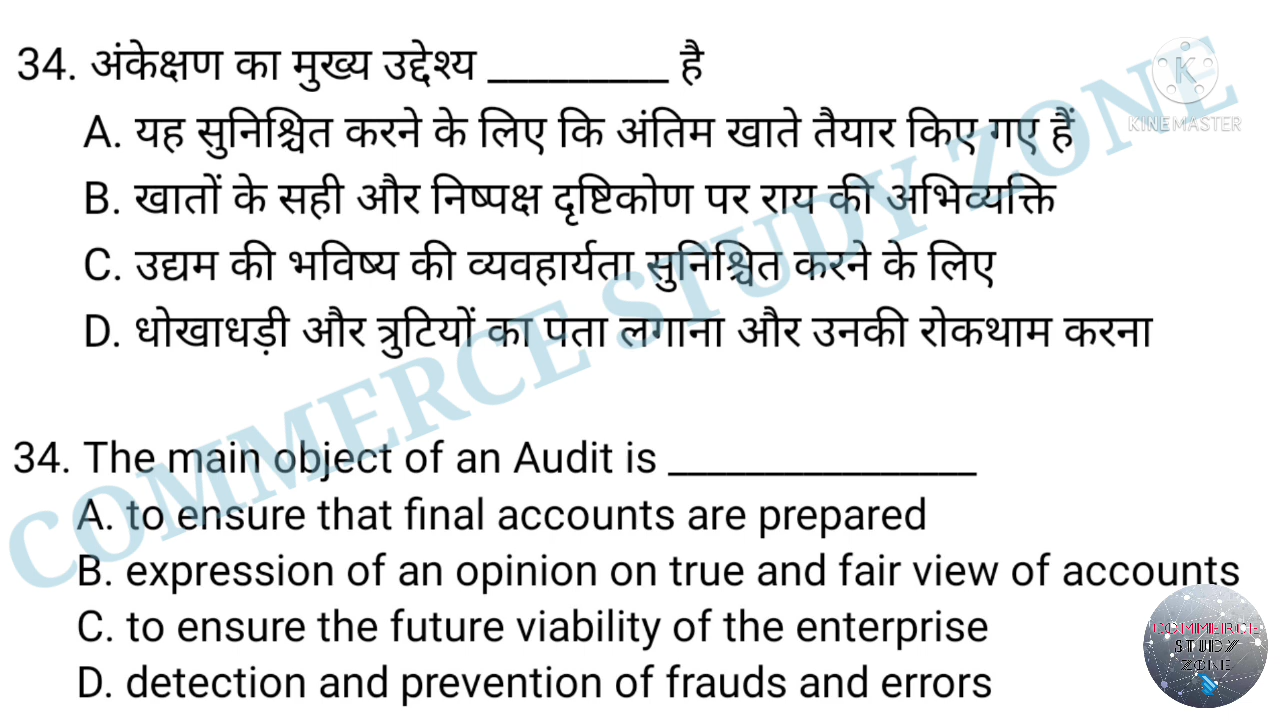 34. अंकेक्षण का मुख्य उद्देश्य _________ है
A. यह सुनिश्चित करने के लिए कि अंतिम खाते तैयार किए गए हैं
B. खातों के सही और निष्पक्ष दृष्टिकोण पर राय की अभिव्यक्ति
C. उद्यम की भविष्य की व्यवहार्यता सुनिश्चित करने के लिए
D. धोखाधड़ी और त्रुटियों का पता लगाना और उनकी रोकथाम करना
34. The main object of an Audit is _______________
A. to ensure that final accounts are prepared
B. expression of an opinion on true and fair view of accounts
C. to ensure the future viability of the enterprise
D. detection and prevention of frauds and errors
COMMERCE STUDY ZONE
K
KINEMASTER
COMMERCE
STUDY
ZONE